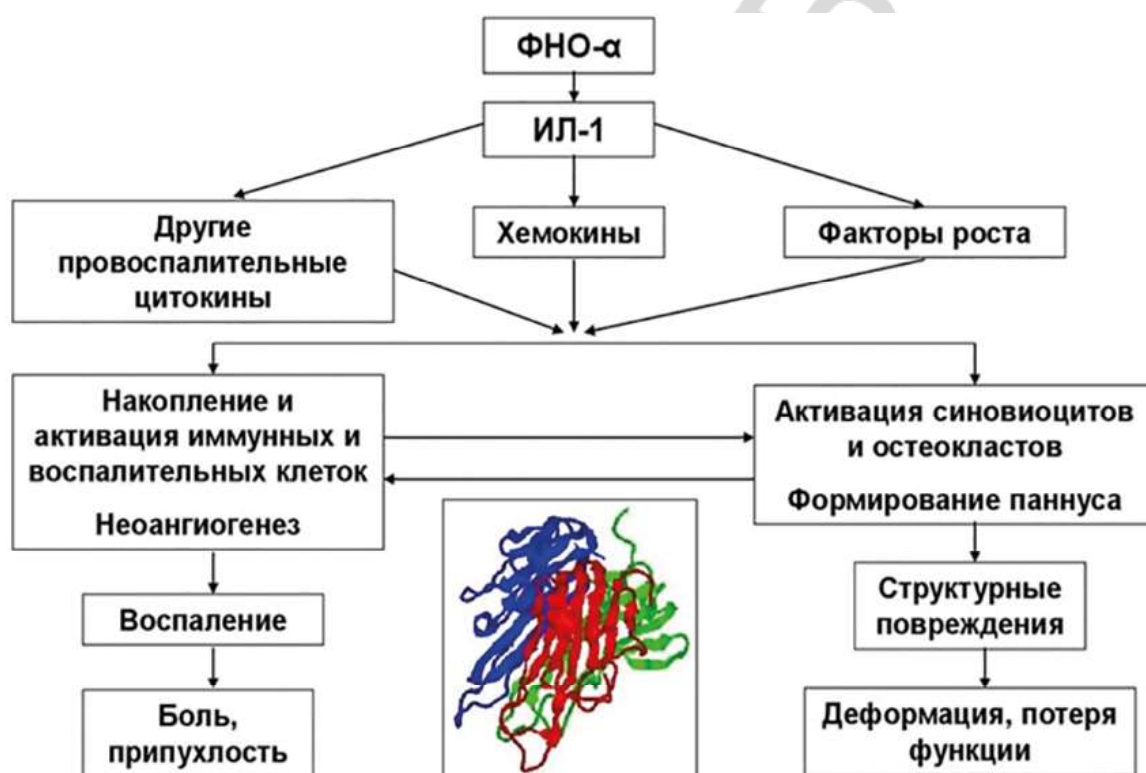 ФНО-α
ИЛ-1
Другие
провоспалительные
цитокины
Хемокины
Факторы роста
Накопление и
активация иммунных и
воспалительных клеток
Неоангиогенез
Активация синовиоцитов
и остеокластов
Формирование паннуса
Воспаление
Структурные
повреждения
Боль,
припухлость
Деформация, потеря
функции